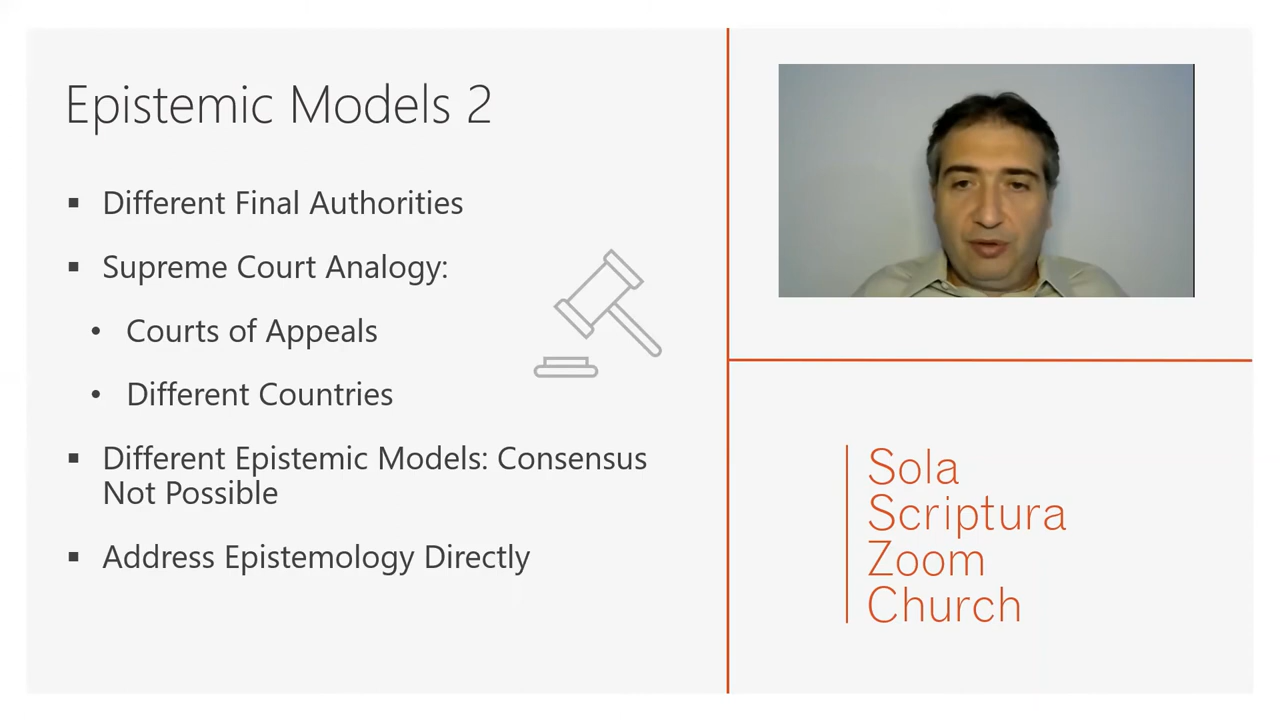 Epistemic Models 2
▪ Different Final Authorities
▪ Supreme Court Analogy:
• Courts of Appeals
• Different Countries
▪ Different Epistemic Models: Consensus
Not Possible
▪ Address Epistemology Directly
Sola
Scriptura
Zoom
Church